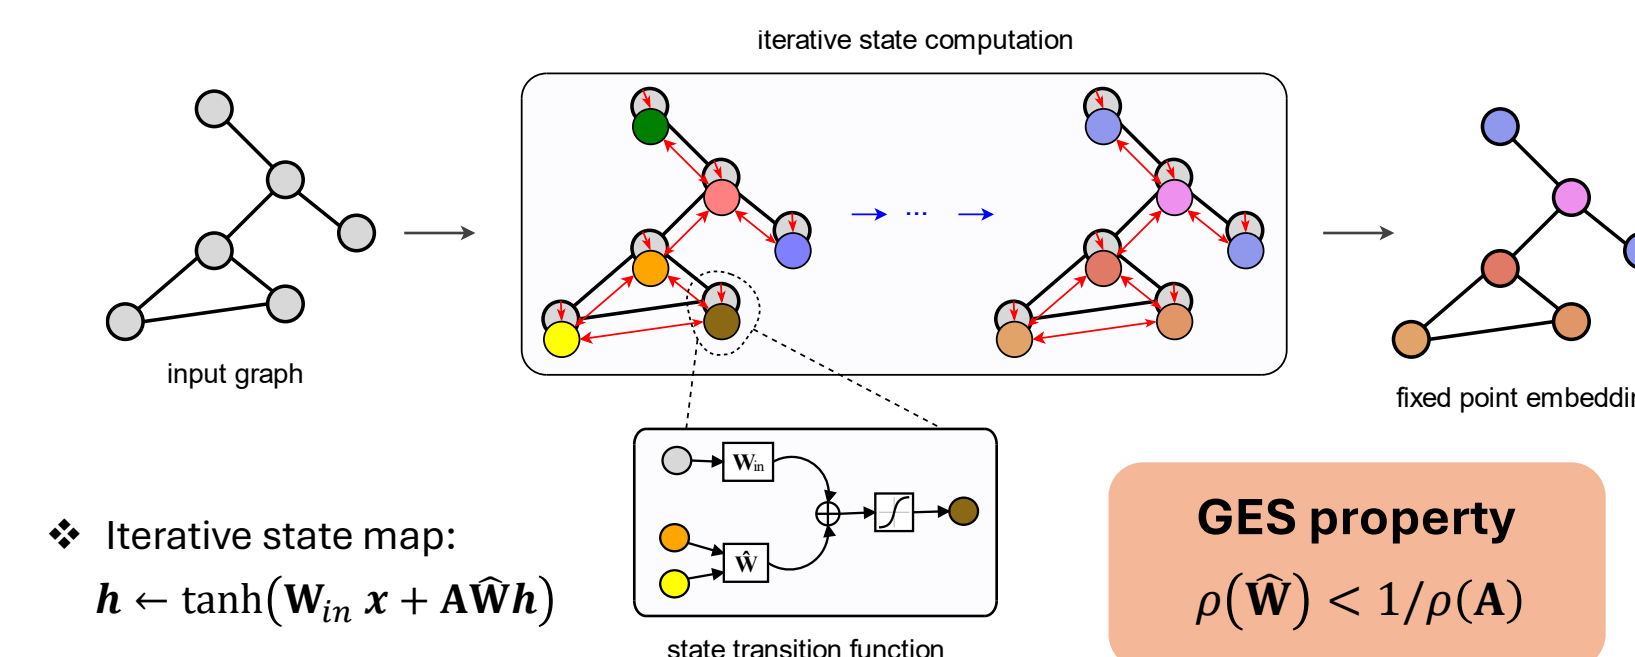 iterative state computation
...
input graph
fixed point embeddin
W_in
Ŵ
❖ Iterative state map:
h ← tanh(W_in x + AŴh)
state transition function
GES property
ρ(Ŵ) < 1/ρ(A)